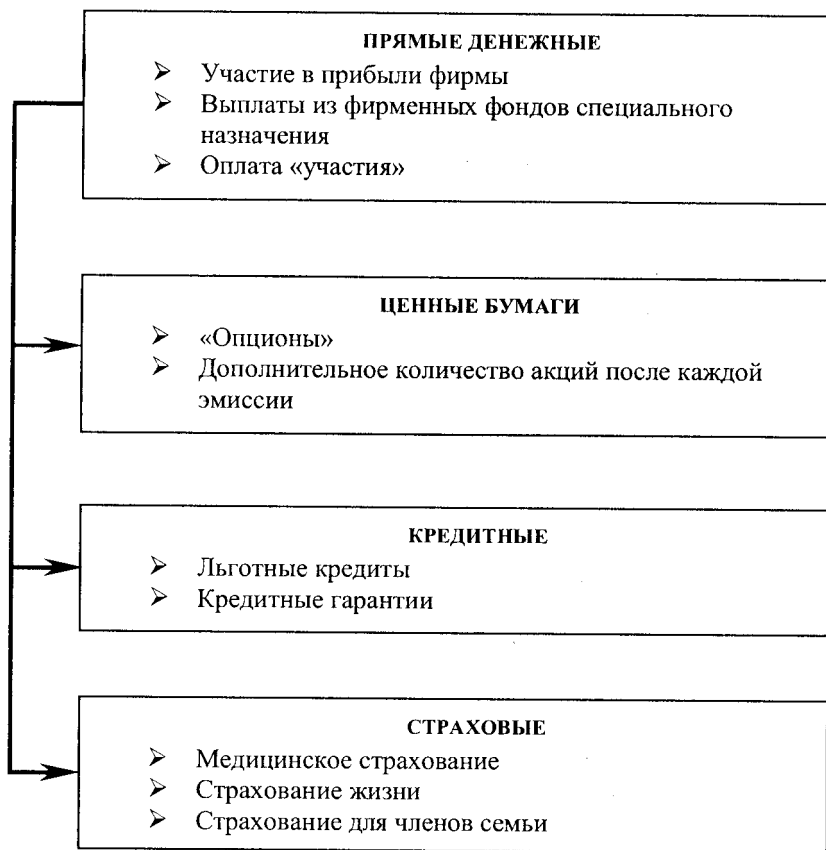 ПРЯМЫЕ ДЕНЕЖНЫЕ
➢ Участие в прибыли фирмы
➢ Выплаты из фирменных фондов специального
назначения
➢ Оплата «участия»
ЦЕННЫЕ БУМАГИ
➢ «Опционы»
➢ Дополнительное количество акций после каждой
эмиссии
КРЕДИТНЫЕ
➢ Льготные кредиты
➢ Кредитные гарантии
СТРАХОВЫЕ
➢ Медицинское страхование
➢ Страхование жизни
➢ Страхование для членов семьи